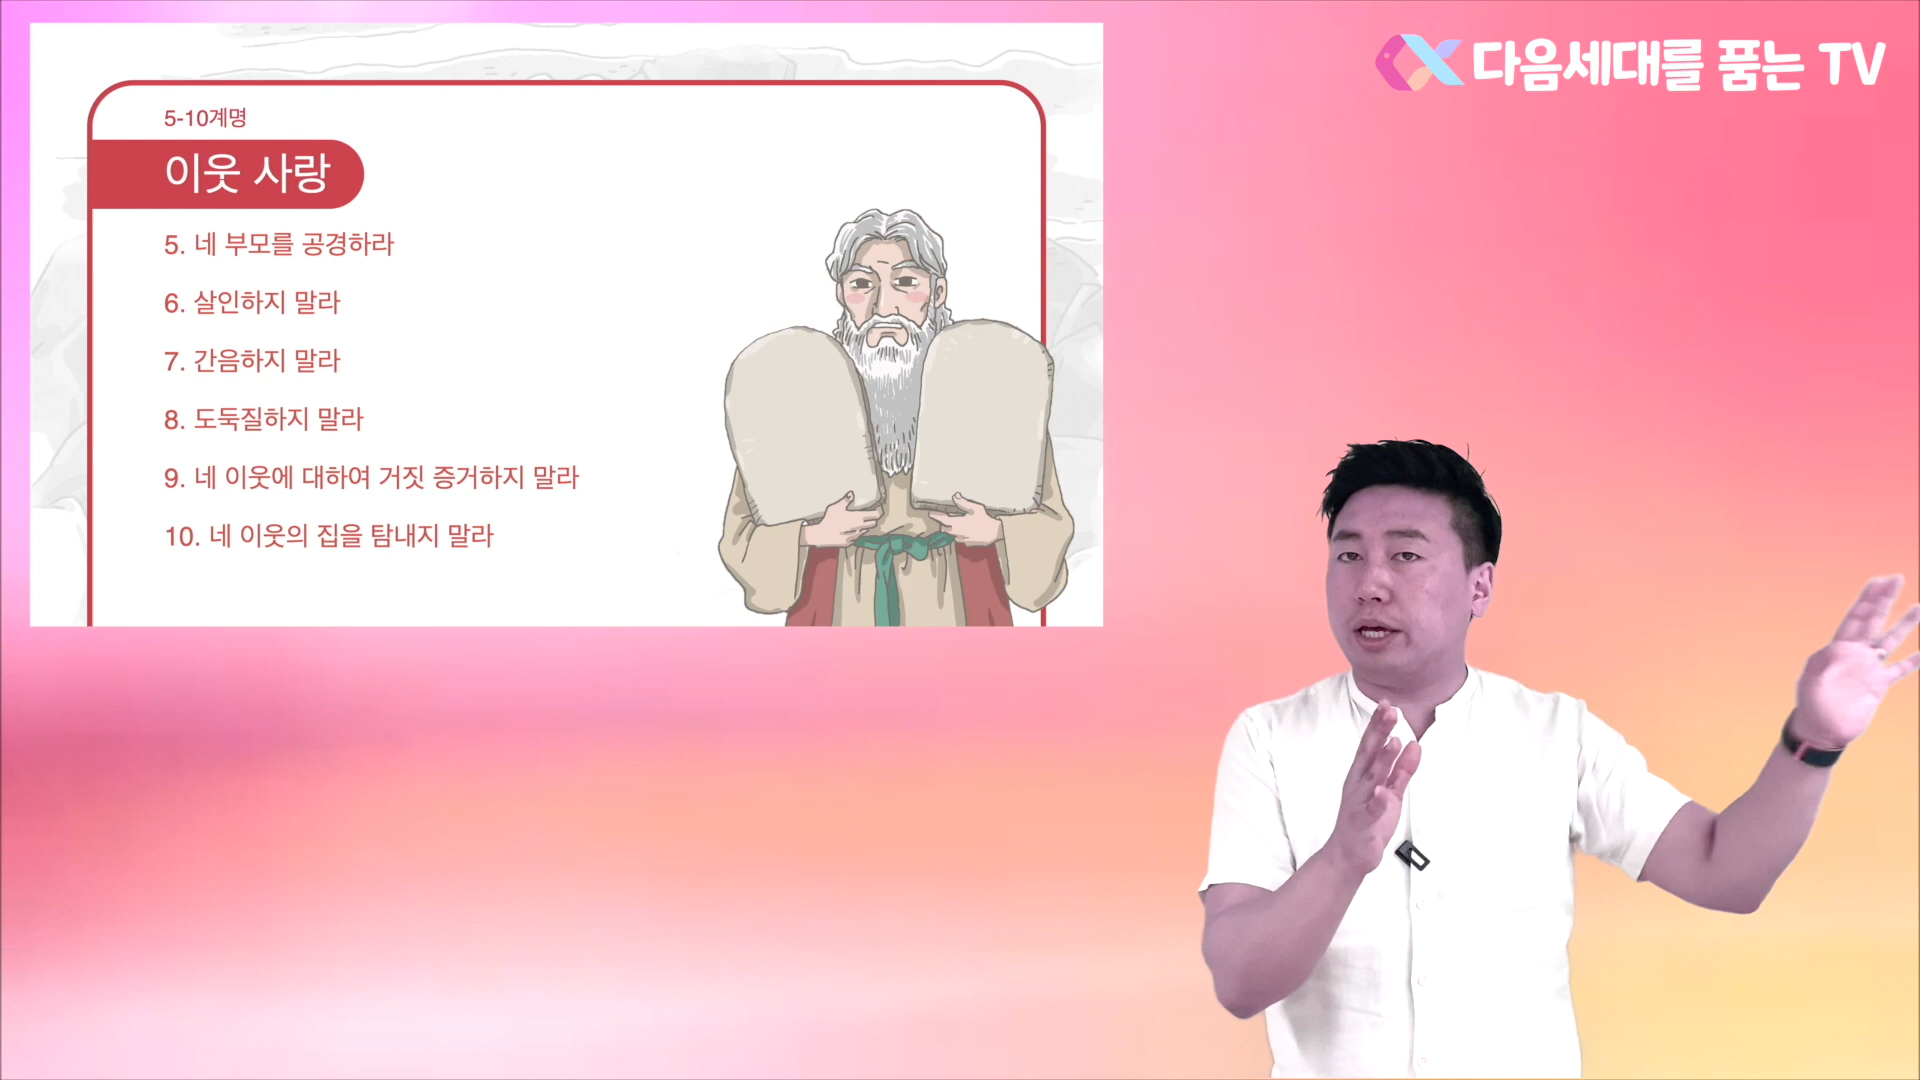 다음세대를 품는 TV
5-10계명
이웃 사랑
5. 네 부모를 공경하라
6. 살인하지 말라
7. 간음하지 말라
8. 도둑질하지 말라
9. 네 이웃에 대하여 거짓 증거하지 말라
10. 네 이웃의 집을 탐내지 말라